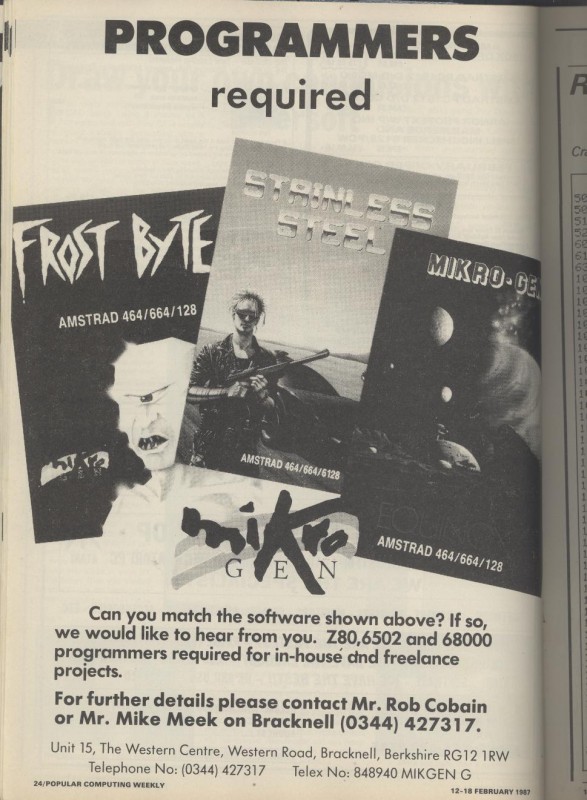 PROGRAMMERS
required
FROST BYTE
AMSTRAD 464/664/128
STAINLESS
STEEL
AMSTRAD 464/664/6128
MIKRO-GEN
EQUINOX
AMSTRAD 464/664/128
mikro
mikro
GEN
Can you match the software shown above? If so,
we would like to hear from you. Z80,6502 and 68000
programmers required for in-house and freelance
projects.
For further details please contact Mr. Rob Cobain
or Mr. Mike Meek on Bracknell (0344) 427317.
Unit 15, The Western Centre, Western Road, Bracknell, Berkshire RG12 1RW
Telephone No: (0344) 427317 Telex No: 848940 MIKGEN G
24/POPULAR COMPUTING WEEKLY
12-18 FEBRUARY 1987